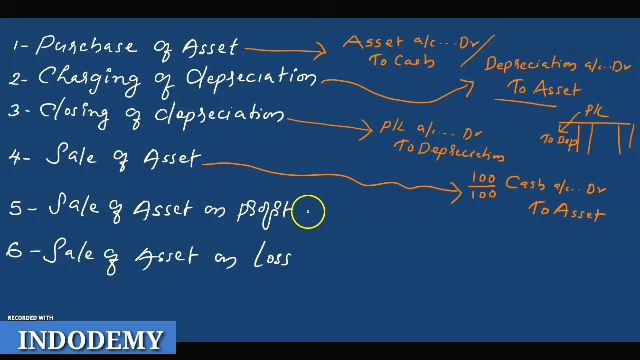 1 - Purchase of Asset
Asset a/c... Dr
To Cash
2 - Charging of depreciation
Depreciation a/c.. Dr
To Asset
3 - Closing of depreciation
P/L a/c... Dr
To Depreciation
P/L
To Dep
4 - Sale of Asset
100
100
Cash a/c.. Dr
To Asset
5 - Sale of Asset on profit
6 - Sale of Asset on Loss
RECORDED WITH
INDODEMY